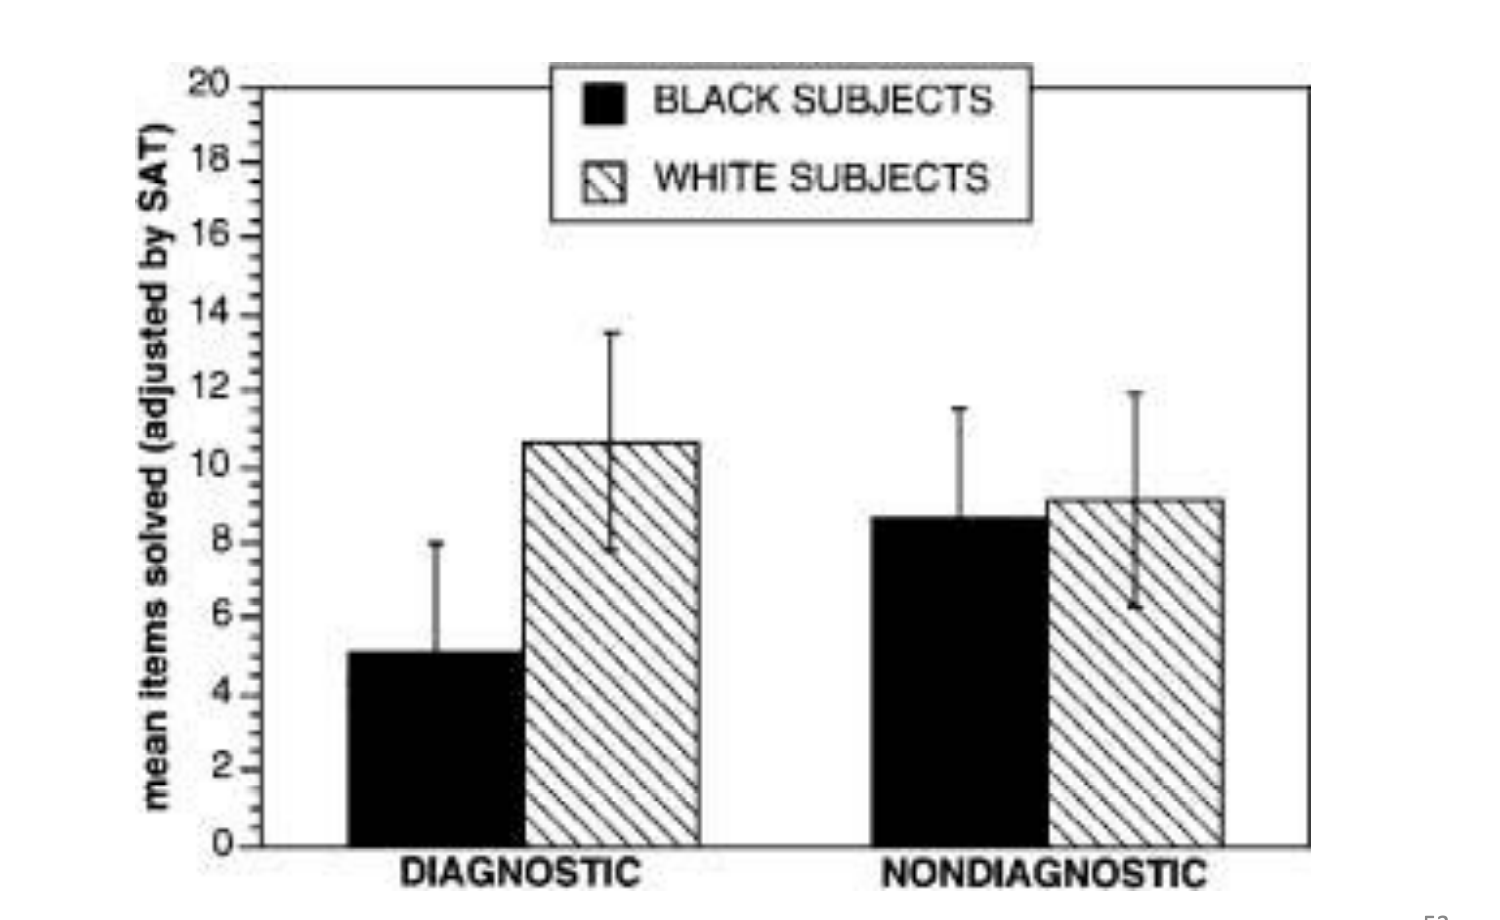 20
BLACK SUBJECTS
WHITE SUBJECTS
18
16
14
12
10
8
6
4
2
0
mean items solved (adjusted by SAT)
DIAGNOSTIC
NONDIAGNOSTIC